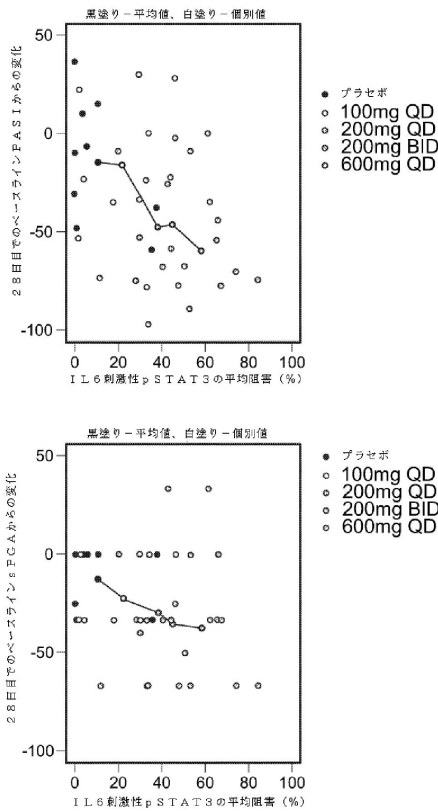 黒塗り－平均値、白塗り－個別値
50
0
-50
-100
28日目でのベースラインPASIからの変化
0 20 40 60 80 100
IL6刺激性pSTAT3の平均阻害(%)
プラセボ
100mg QD
200mg QD
200mg BID
600mg QD
黒塗り－平均値、白塗り－個別値
50
0
-50
-100
28日目でのベースラインsPGAからの変化
0 20 40 60 80 100
IL6刺激性pSTAT3の平均阻害(%)
プラセボ
100mg QD
200mg QD
200mg BID
600mg QD